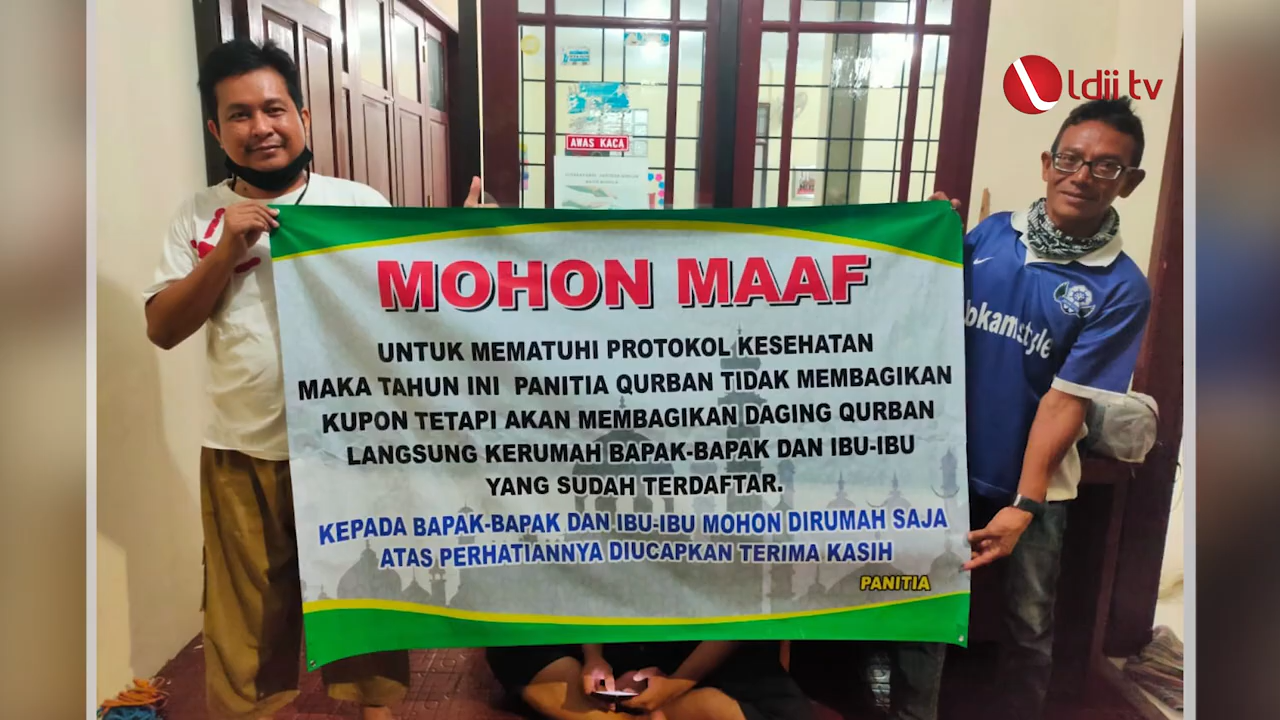 ldii tv
AWAS KACA
MOHON MAAF
UNTUK MEMATUHI PROTOKOL KESEHATAN
MAKA TAHUN INI PANITIA QURBAN TIDAK MEMBAGIKAN
KUPON TETAPI AKAN MEMBAGIKAN DAGING QURBAN
LANGSUNG KERUMAH BAPAK-BAPAK DAN IBU-IBU
YANG SUDAH TERDAFTAR.
KEPADA BAPAK-BAPAK DAN IBU-IBU MOHON DIRUMAH SAJA
ATAS PERHATIANNYA DIUCAPKAN TERIMA KASIH
PANITIA
bkam.style